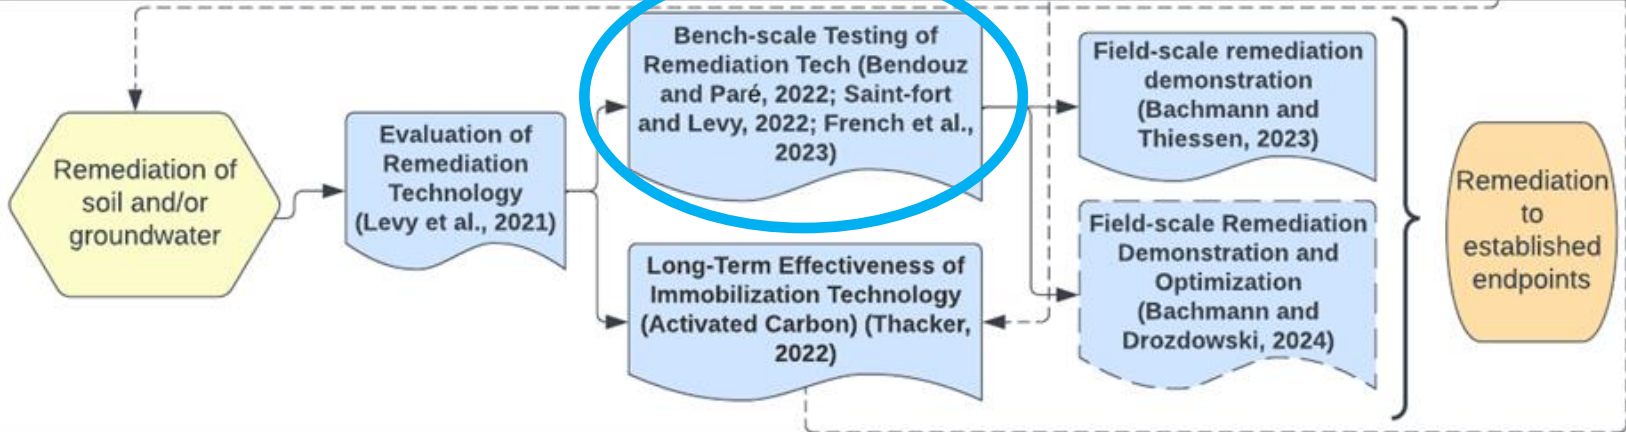 Remediation of
soil and/or
groundwater
Evaluation of
Remediation
Technology
(Levy et al., 2021)
Bench-scale Testing of
Remediation Tech (Bendouz
and Paré, 2022; Saint-fort
and Levy, 2022; French et al.,
2023)
Long-Term Effectiveness of
Immobilization Technology
(Activated Carbon) (Thacker,
2022)
Field-scale remediation
demonstration
(Bachmann and
Thiessen, 2023)
Field-scale Remediation
Demonstration and
Optimization
(Bachmann and
Drozdowski, 2024)
Remediation
to
established
endpoints